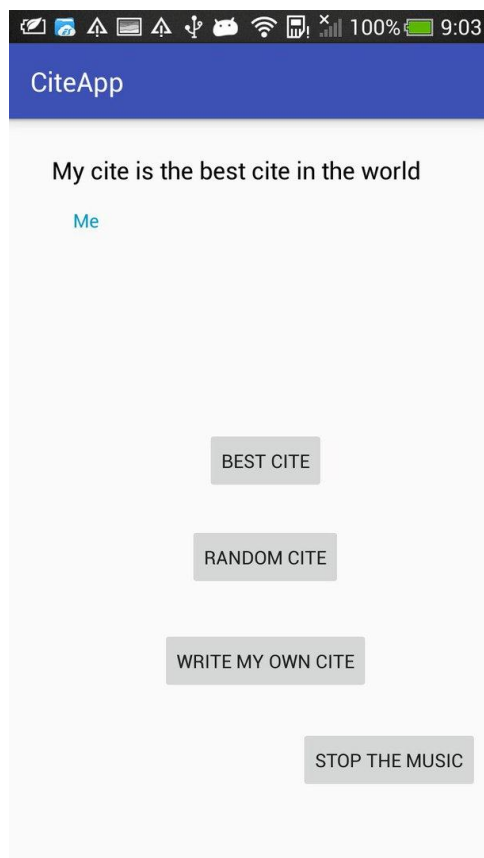 100% 9:03
CiteApp
My cite is the best cite in the world
Me
BEST CITE
RANDOM CITE
WRITE MY OWN CITE
STOP THE MUSIC